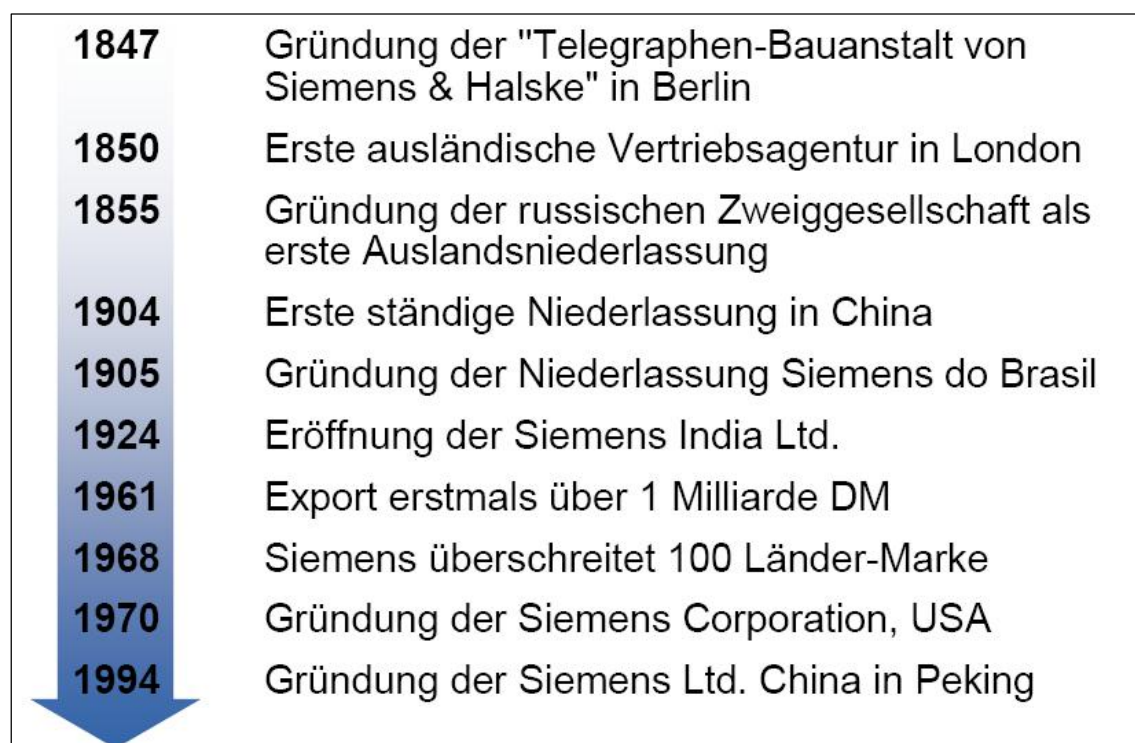 1847 Gründung der "Telegraphen-Bauanstalt von
Siemens & Halske" in Berlin
1850 Erste ausländische Vertriebsagentur in London
1855 Gründung der russischen Zweiggesellschaft als
erste Auslandsniederlassung
1904 Erste ständige Niederlassung in China
1905 Gründung der Niederlassung Siemens do Brasil
1924 Eröffnung der Siemens India Ltd.
1961 Export erstmals über 1 Milliarde DM
1968 Siemens überschreitet 100 Länder-Marke
1970 Gründung der Siemens Corporation, USA
1994 Gründung der Siemens Ltd. China in Peking